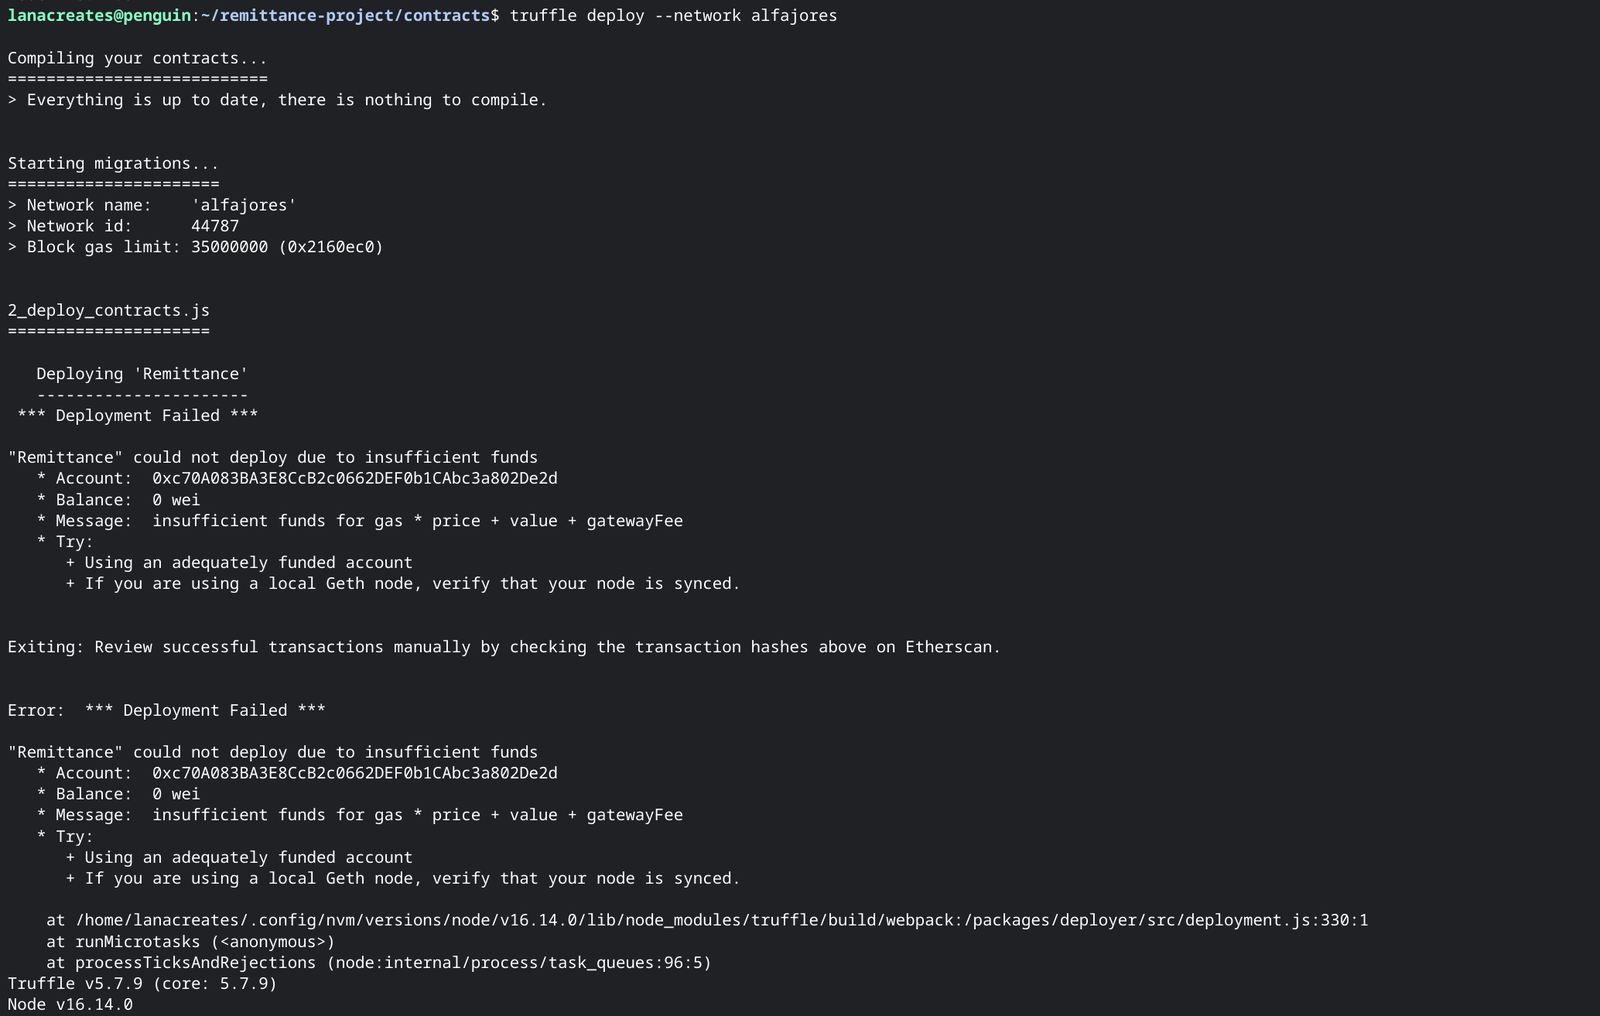 lanacreates@penguin:~/remittance-project/contracts$ truffle deploy --network alfajores
Compiling your contracts...
===========================
> Everything is up to date, there is nothing to compile.
Starting migrations...
======================
> Network name:    'alfajores'
> Network id:      44787
> Block gas limit: 35000000 (0x2160ec0)
2_deploy_contracts.js
=====================
   Deploying 'Remittance'
   ----------------------
 *** Deployment Failed ***
"Remittance" could not deploy due to insufficient funds
   * Account:  0xc70A083BA3E8CcB2c0662DEF0b1CAbc3a802De2d
   * Balance:  0 wei
   * Message:  insufficient funds for gas * price + value + gatewayFee
   * Try:
      + Using an adequately funded account
      + If you are using a local Geth node, verify that your node is synced.
Exiting: Review successful transactions manually by checking the transaction hashes above on Etherscan.
Error:  *** Deployment Failed ***
"Remittance" could not deploy due to insufficient funds
   * Account:  0xc70A083BA3E8CcB2c0662DEF0b1CAbc3a802De2d
   * Balance:  0 wei
   * Message:  insufficient funds for gas * price + value + gatewayFee
   * Try:
      + Using an adequately funded account
      + If you are using a local Geth node, verify that your node is synced.
    at /home/lanacreates/.config/nvm/versions/node/v16.14.0/lib/node_modules/truffle/build/webpack:/packages/deployer/src/deployment.js:330:1
    at runMicrotasks (<anonymous>)
    at processTicksAndRejections (node:internal/process/task_queues:96:5)
Truffle v5.7.9 (core: 5.7.9)
Node v16.14.0